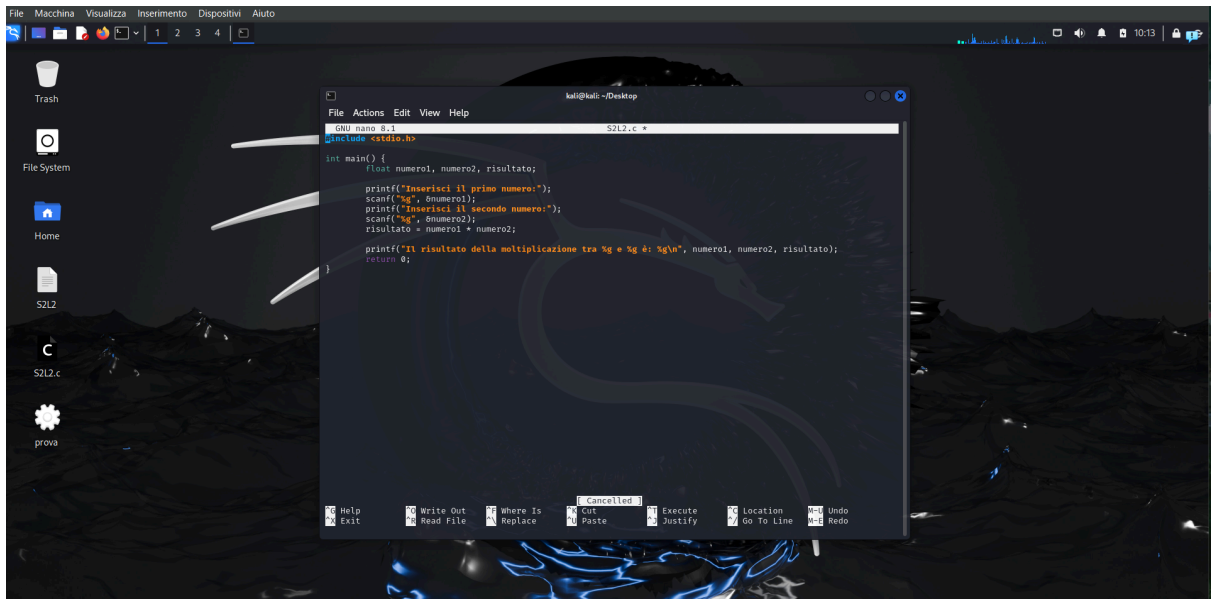 File Macchina Visualizza Inserimento Dispositivi Aiuto
1 2 3 4
10:13
Trash
File System
Home
S2L2
C
S2L2.c
prova
kali@kali: ~/Desktop
File Actions Edit View Help
GNU nano 8.1 S2L2.c *
#include <stdio.h>
int main() {
float numero1, numero2, risultato;
printf("Inserisci il primo numero:");
scanf("%g", &numero1);
printf("Inserisci il secondo numero:");
scanf("%g", &numero2);
risultato = numero1 * numero2;
printf("Il risultato della moltiplicazione tra %g e %g é: %g\n", numero1, numero2, risultato);
return 0;
}
[ Cancelled ]
^G Help ^O Write Out ^F Where Is ^K Cut ^T Execute ^C Location M-U Undo
^X Exit ^R Read File ^\ Replace ^U Paste ^J Justify ^/ Go To Line M-E Redo